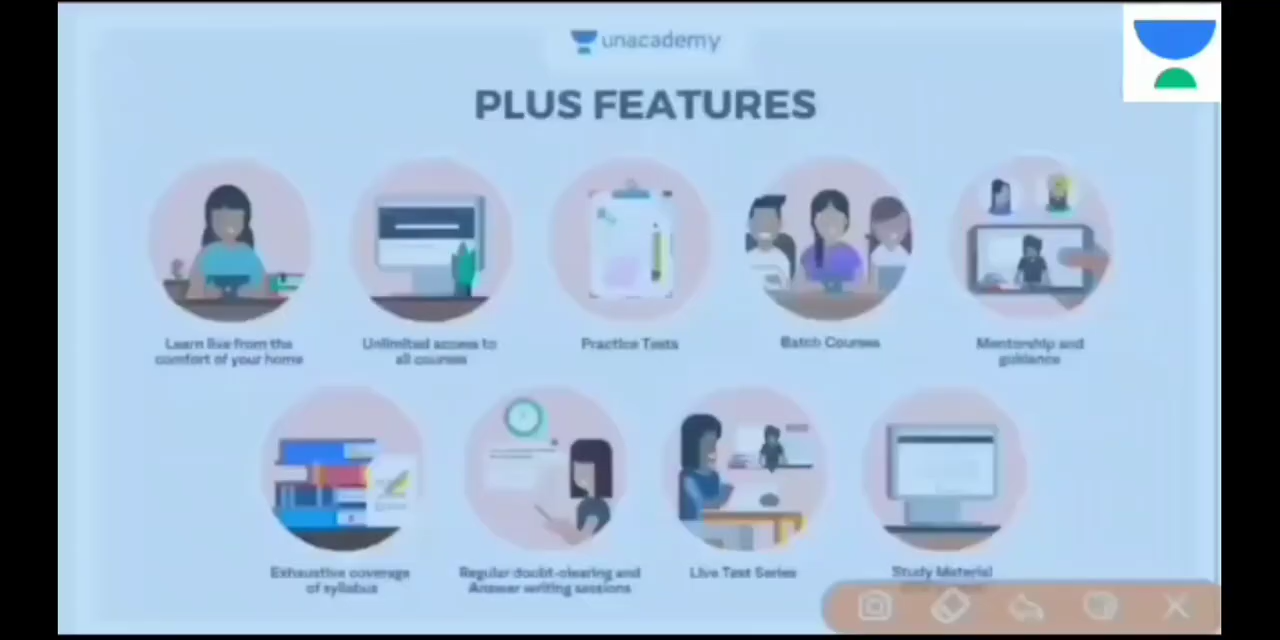 unacademy
PLUS FEATURES
Learn live from the
comfort of your home
Unlimited access to
all courses
Practice Tests
Batch Courses
Mentorship and
guidance
Exhaustive coverage
of syllabus
Regular doubt-clearing and
Answer writing sessions
Live Test Series
Study Material